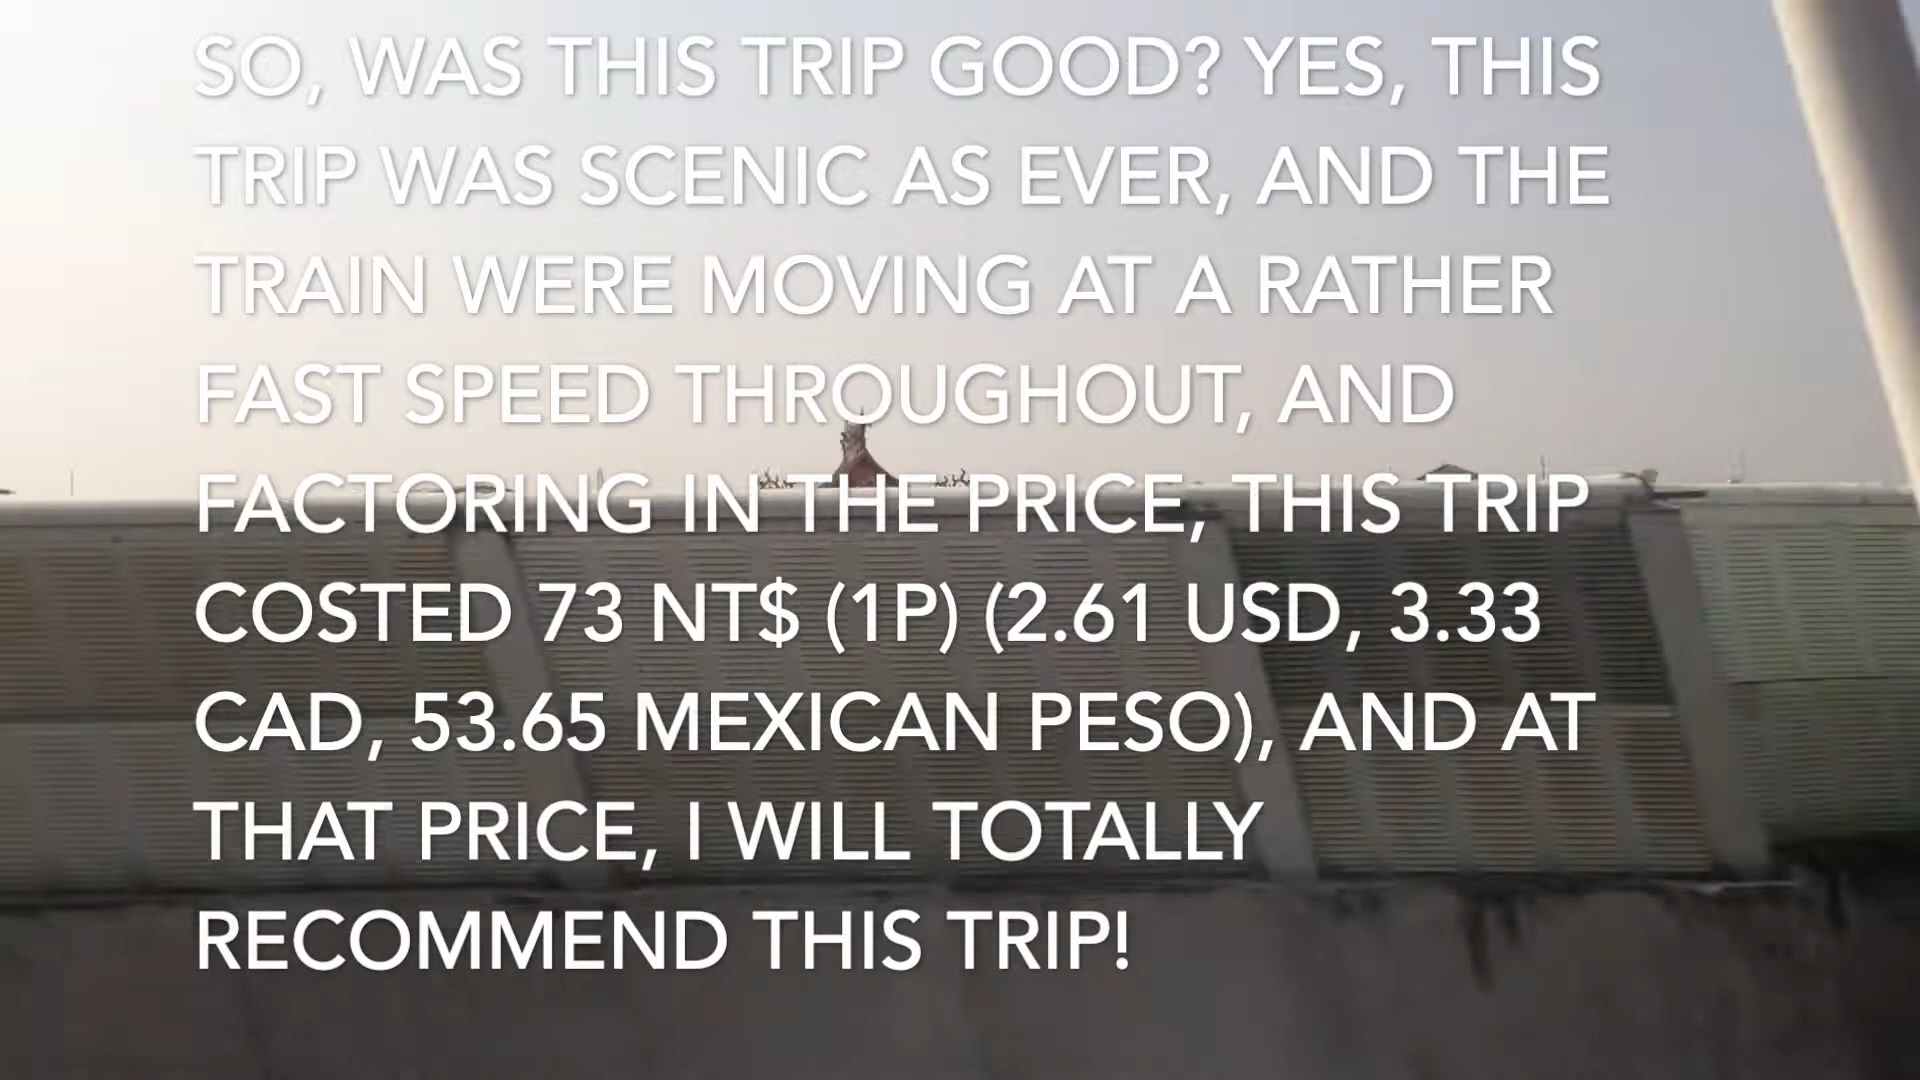 SO, WAS THIS TRIP GOOD? YES, THIS
TRIP WAS SCENIC AS EVER, AND THE
TRAIN WERE MOVING AT A RATHER
FAST SPEED THROUGHOUT, AND
FACTORING IN THE PRICE, THIS TRIP
COSTED 73 NT$ (1P) (2.61 USD, 3.33
CAD, 53.65 MEXICAN PESO), AND AT
THAT PRICE, I WILL TOTALLY
RECOMMEND THIS TRIP!